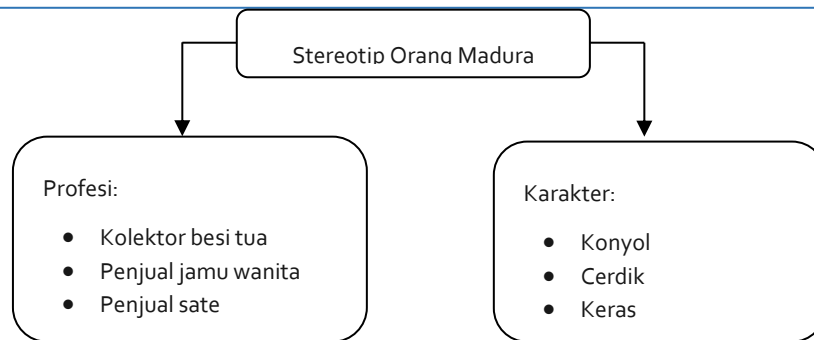 Stereotip Orang Madura
Profesi:
• Kolektor besi tua
• Penjual jamu wanita
• Penjual sate
Karakter:
• Konyol
• Cerdik
• Keras